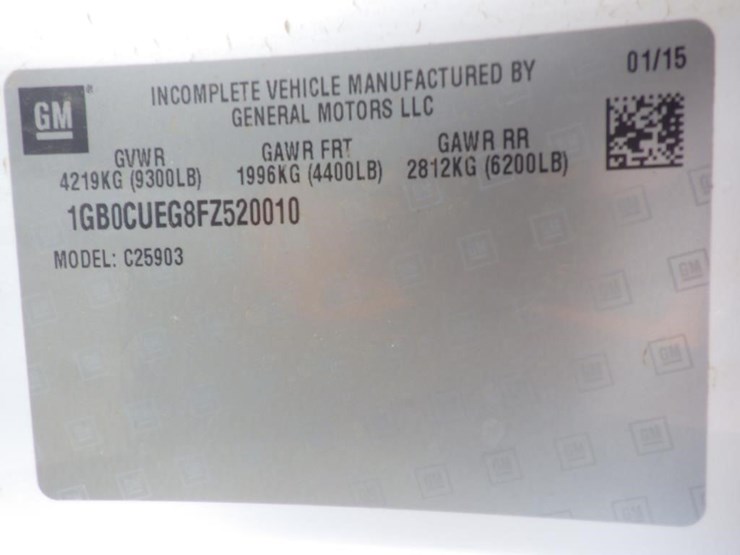 GM®
INCOMPLETE VEHICLE MANUFACTURED BY
GENERAL MOTORS LLC
01/15
GVWR
4219KG (9300LB)
GAWR FRT
1996KG (4400LB)
GAWR RR
2812KG (6200LB)
1GB0CUEG8FZ520010
MODEL: C25903